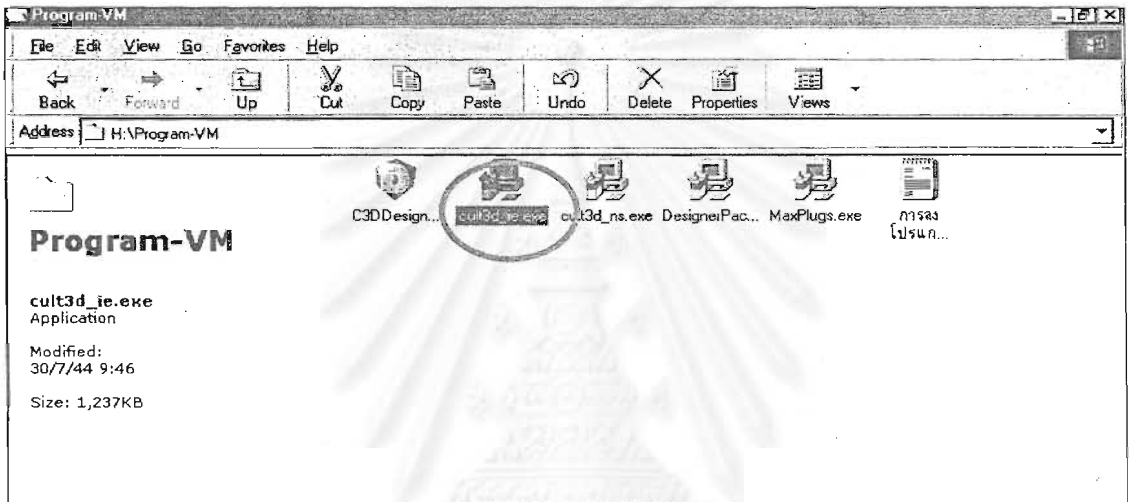 Program-VM
File Edit View Go Favorites Help
Back Forward Up Cut Copy Paste Undo Delete Properties Views
Address H:\Program-VM
C3DDesign... cult3d_ie.exe cult3d_ns.exe DesignerPac... MaxPlugs.exe การลง
โปรแก...
Program-VM
cult3d_ie.exe
Application
Modified:
30/7/44 9:46
Size: 1,237KB